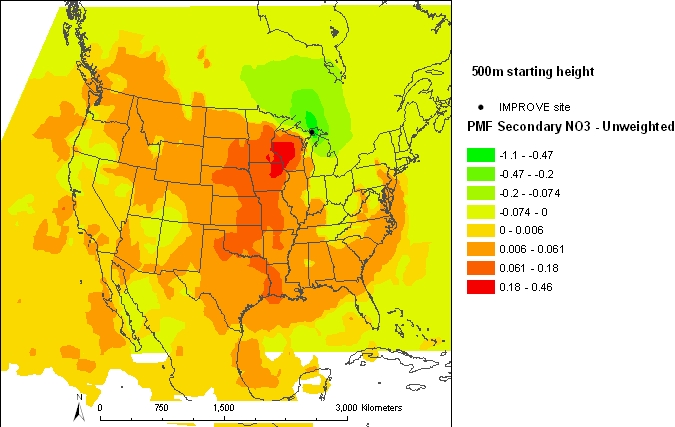 500m starting height
IMPROVE site
PMF Secondary NO3 - Unweighted
-1.1 - -0.47
-0.47 - -0.2
-0.2 - -0.074
-0.074 - 0
0 - 0.006
0.006 - 0.061
0.061 - 0.18
0.18 - 0.46
N
0 750 1,500 3,000 Kilometers